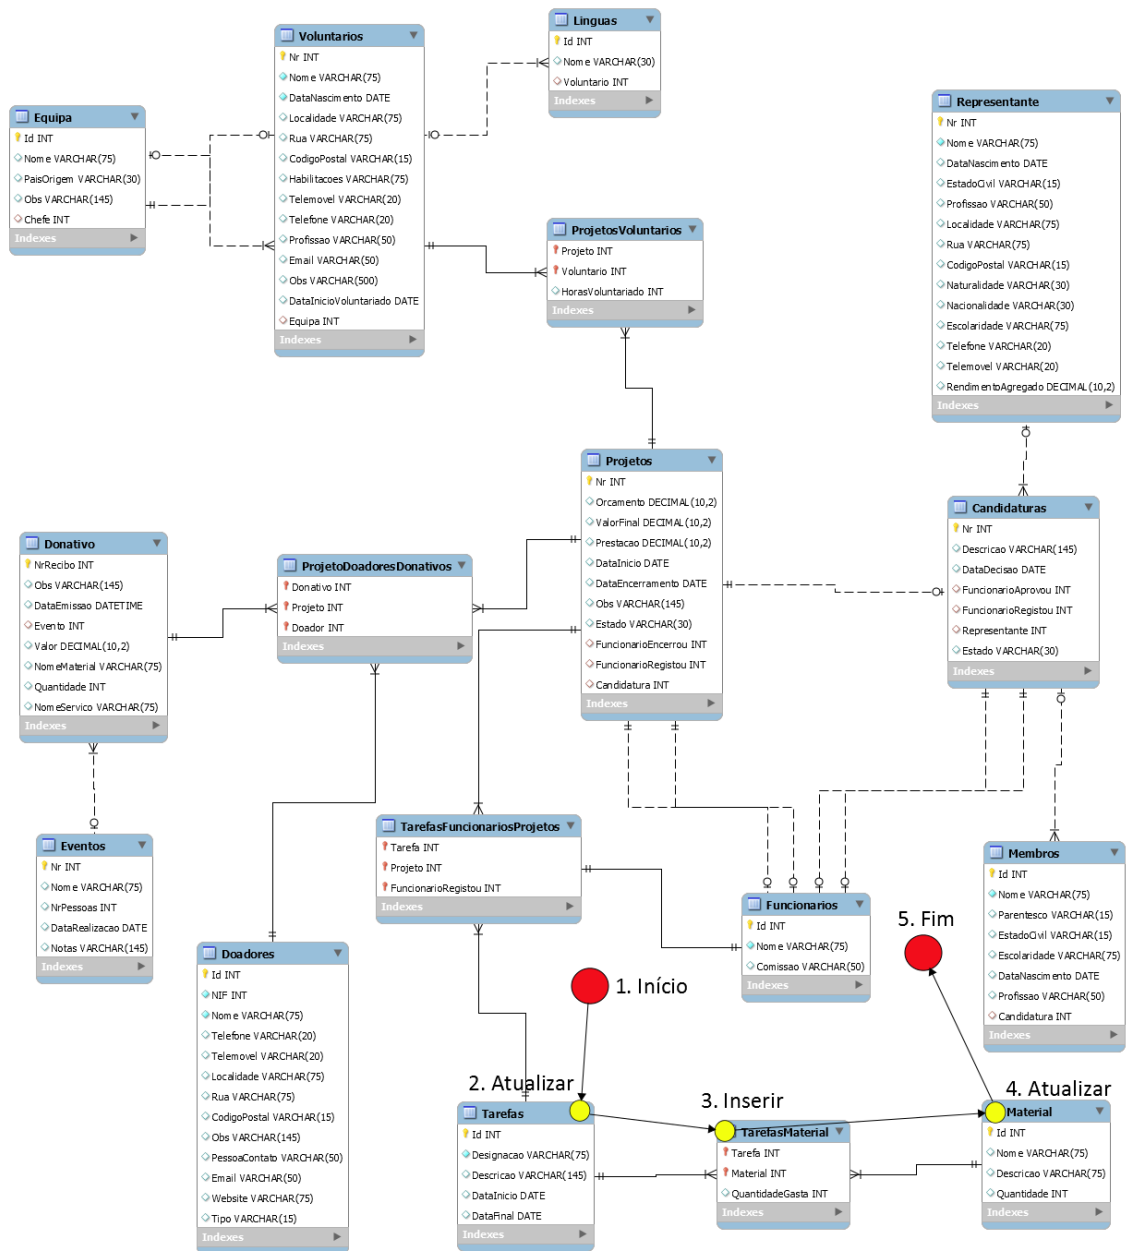 Voluntarios
Nr INT
Nome VARCHAR(75)
DataNascimento DATE
Localidade VARCHAR(75)
Rua VARCHAR(75)
CodigoPostal VARCHAR(15)
Habilitacoes VARCHAR(75)
Telemovel VARCHAR(20)
Telefone VARCHAR(20)
Profissao VARCHAR(50)
Email VARCHAR(50)
Obs VARCHAR(500)
DataInicioVoluntariado DATE
Equipa INT
Indexes
Linguas
Id INT
Nome VARCHAR(30)
Voluntario INT
Indexes
Equipa
Id INT
Nome VARCHAR(75)
PaisOrigem VARCHAR(30)
Obs VARCHAR(145)
Chefe INT
Indexes
Representante
Nr INT
Nome VARCHAR(75)
DataNascimento DATE
EstadoCivil VARCHAR(15)
Profissao VARCHAR(50)
Localidade VARCHAR(75)
Rua VARCHAR(75)
CodigoPostal VARCHAR(15)
Naturalidade VARCHAR(30)
Nacionalidade VARCHAR(30)
Escolaridade VARCHAR(75)
Telefone VARCHAR(20)
Telemovel VARCHAR(20)
RendimentoAgregado DECIMAL(10,2)
Indexes
ProjetosVoluntarios
Projeto INT
Voluntario INT
HorasVoluntariado INT
Indexes
Projetos
Nr INT
Orcamento DECIMAL(10,2)
ValorFinal DECIMAL(10,2)
Prestacao DECIMAL(10,2)
DataInicio DATE
DataEncerramento DATE
Obs VARCHAR(145)
Estado VARCHAR(30)
FuncionarioEncerrou INT
FuncionarioRegistou INT
Candidatura INT
Indexes
Candidaturas
Nr INT
Descricao VARCHAR(145)
DataDecisao DATE
FuncionarioAprovou INT
FuncionarioRegistou INT
Representante INT
Estado VARCHAR(30)
Indexes
Donativo
NrRecibo INT
Obs VARCHAR(145)
DataEmissao DATETIME
Evento INT
Valor DECIMAL(10,2)
NomeMaterial VARCHAR(75)
Quantidade INT
NomeServico VARCHAR(75)
Indexes
ProjetoDoadoresDonativos
Donativo INT
Projeto INT
Doador INT
Indexes
TarefasFuncionariosProjetos
Tarefa INT
Projeto INT
FuncionarioRegistou INT
Indexes
Eventos
Nr INT
Nome VARCHAR(75)
NrPessoas INT
DataRealizacao DATE
Notas VARCHAR(145)
Indexes
Membros
Id INT
Nome VARCHAR(75)
Parentesco VARCHAR(15)
EstadoCivil VARCHAR(15)
Escolaridade VARCHAR(75)
DataNascimento DATE
Profissao VARCHAR(50)
Candidatura INT
Indexes
Funcionarios
Id INT
Nome VARCHAR(75)
Comissao VARCHAR(50)
Indexes
Doadores
Id INT
NIF INT
Nome VARCHAR(75)
Telefone VARCHAR(20)
Telemovel VARCHAR(20)
Localidade VARCHAR(75)
Rua VARCHAR(75)
CodigoPostal VARCHAR(15)
Obs VARCHAR(145)
PessoaContato VARCHAR(50)
Email VARCHAR(50)
Website VARCHAR(75)
Tipo VARCHAR(15)
Indexes
1. Início
5. Fim
2. Atualizar
3. Inserir
4. Atualizar
Tarefas
Id INT
Designacao VARCHAR(75)
Descricao VARCHAR(145)
DataInicio DATE
DataFinal DATE
Indexes
TarefasMaterial
Tarefa INT
Material INT
QuantidadeGasta INT
Indexes
Material
Id INT
Nome VARCHAR(75)
Descricao VARCHAR(75)
Quantidade INT
Indexes